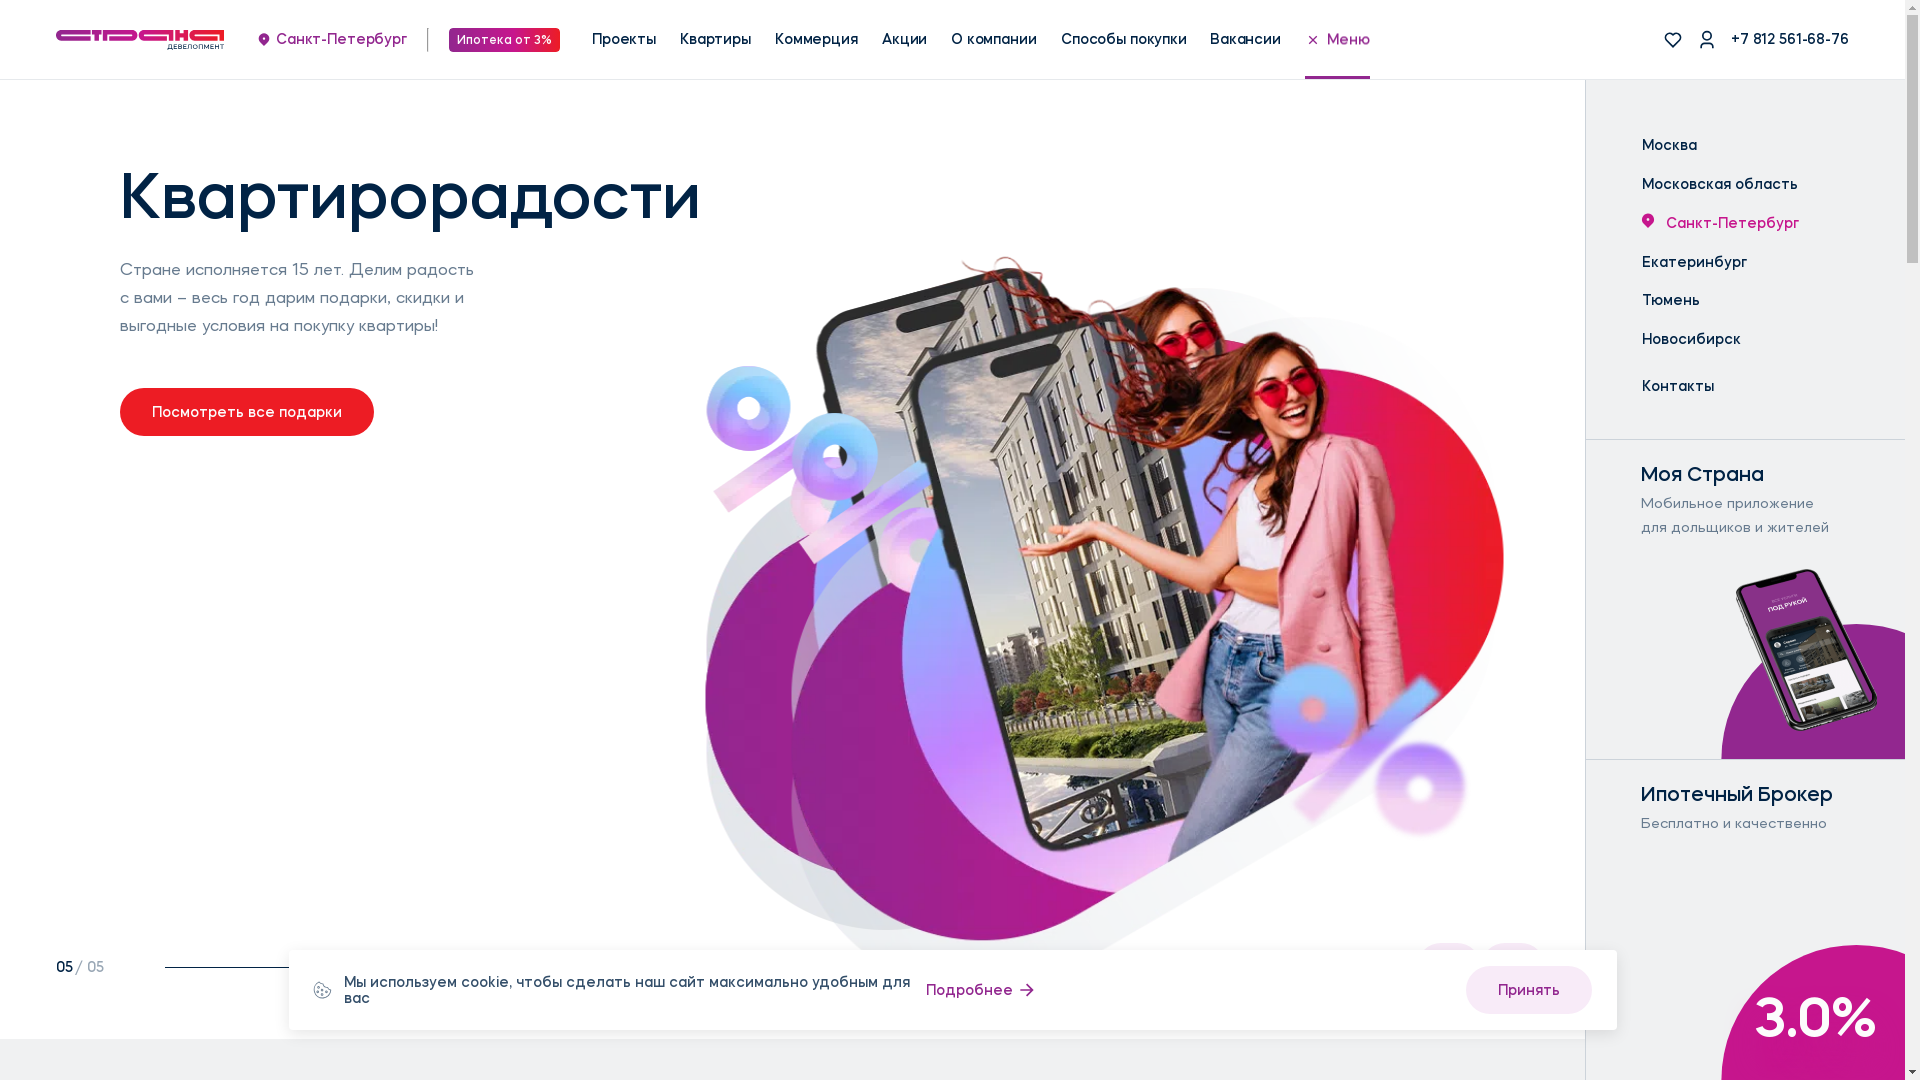 страна
ДЕВЕЛОПМЕНТ
Санкт-Петербург
Ипотека от 3%
Проекты
Квартиры
Коммерция
Акции
О компании
Способы покупки
Вакансии
Меню
+7 812 561-68-76
Квартирорадости
Стране исполняется 15 лет. Делим радость
с вами – весь год дарим подарки, скидки и
выгодные условия на покупку квартиры!
Посмотреть все подарки
05 / 05
Москва
Московская область
Санкт-Петербург
Екатеринбург
Тюмень
Новосибирск
Контакты
Моя Страна
Мобильное приложение
для дольщиков и жителей
ПОД РУКОЙ
Ипотечный Брокер
Бесплатно и качественно
3.0%
Мы используем cookie, чтобы сделать наш сайт максимально удобным для
вас
Подробнее
Принять